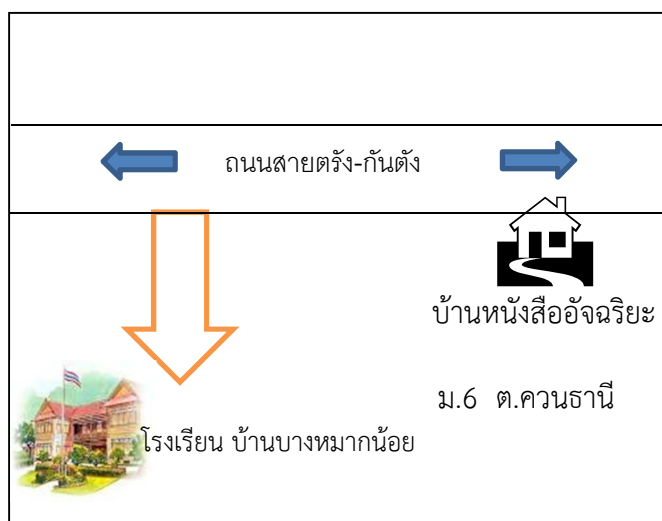 ถนนสายตรัง-กันตัง
บ้านหนังสืออัจฉริยะ
ม.6 ต.ควนธานี
โรงเรียน บ้านบางหมากน้อย